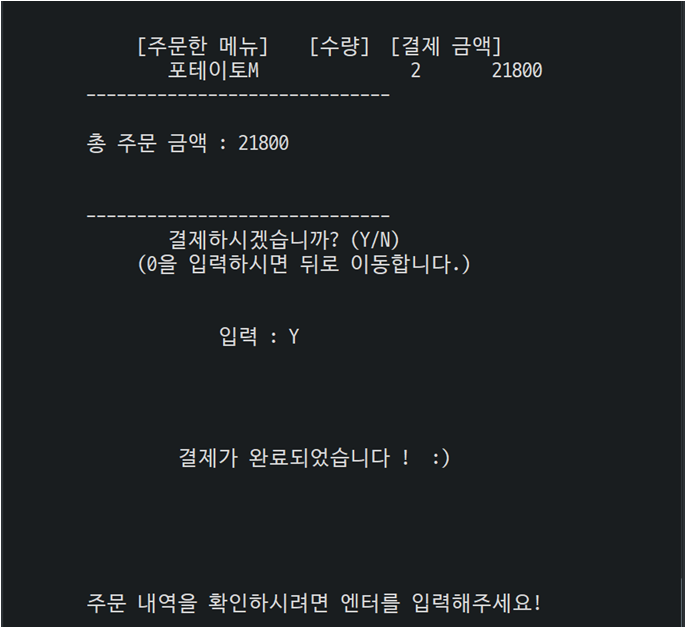 [주문한 메뉴] [수량] [결제 금액]
포테이토M 2 21800
------------------------------
총 주문 금액 : 21800
------------------------------
결제하시겠습니까? (Y/N)
(0을 입력하시면 뒤로 이동합니다.)
입력 : Y
결제가 완료되었습니다 ! :)
주문 내역을 확인하시려면 엔터를 입력해주세요!